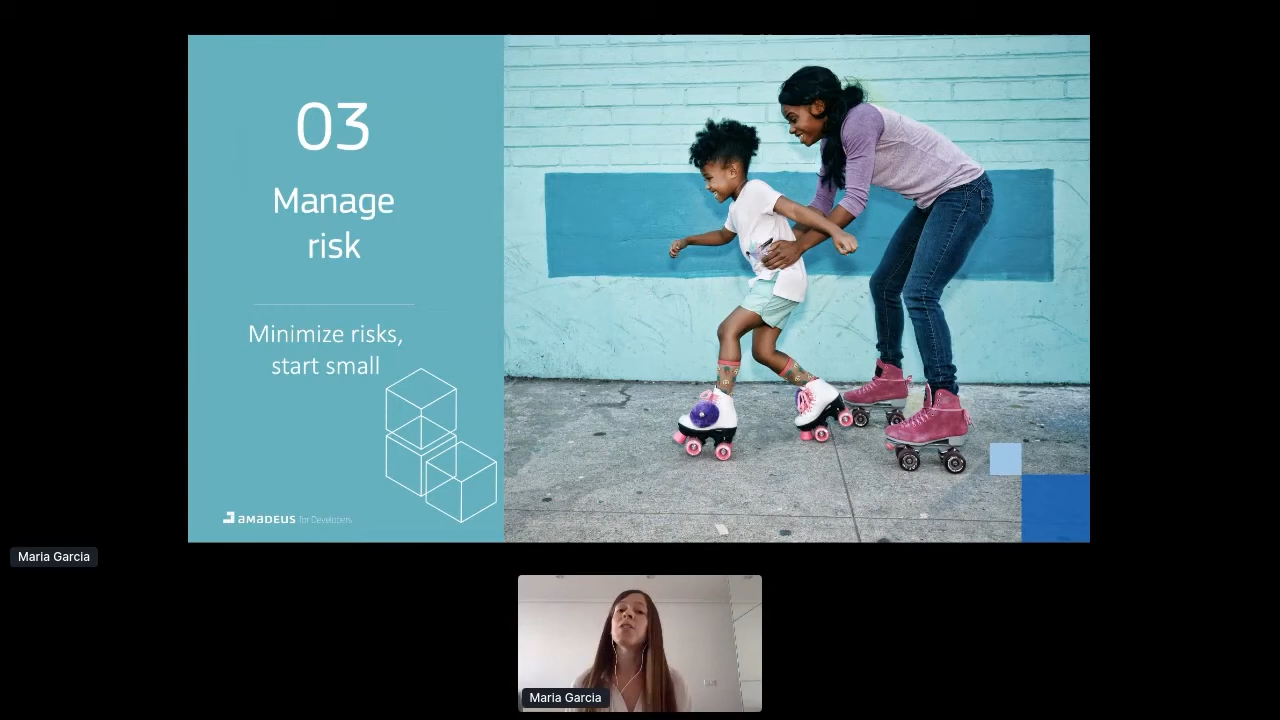 03
Manage
risk
Minimize risks,
start small
amadeus for Developers
Maria Garcia
Maria Garcia